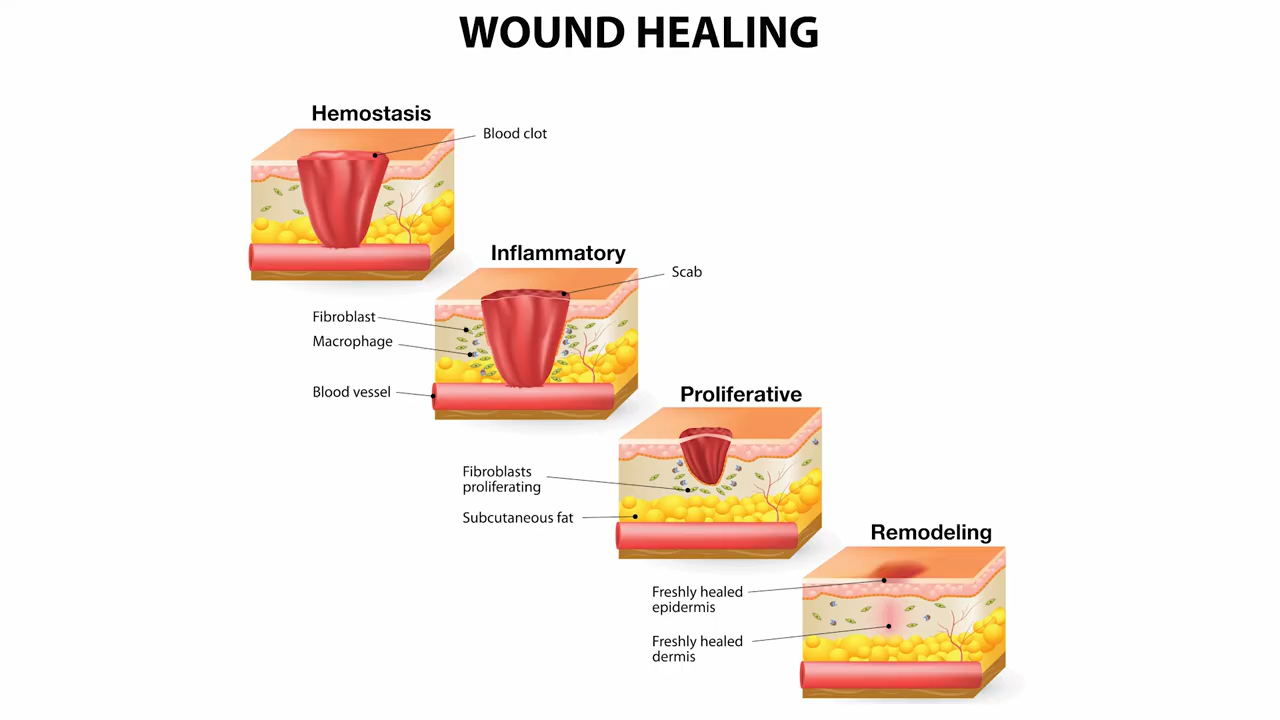 WOUND HEALING
Hemostasis
Blood clot
Inflammatory
Scab
Fibroblast
Macrophage
Blood vessel
Proliferative
Fibroblasts
proliferating
Subcutaneous fat
Remodeling
Freshly healed
epidermis
Freshly healed
dermis